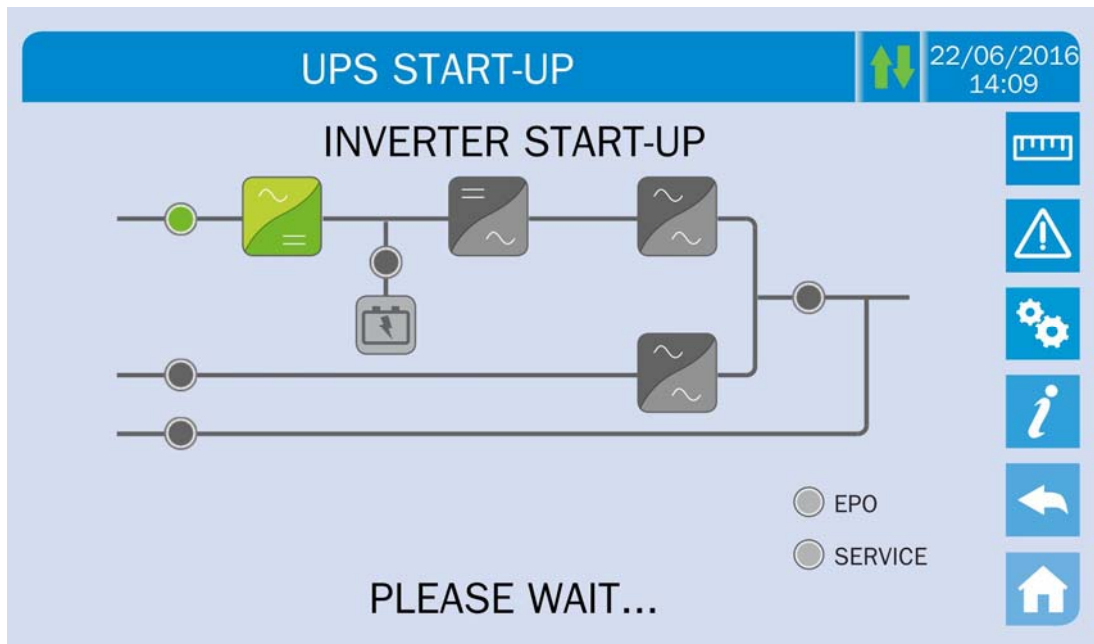 UPS START-UP
22/06/2016
14:09
INVERTER START-UP
EPO
SERVICE
PLEASE WAIT...